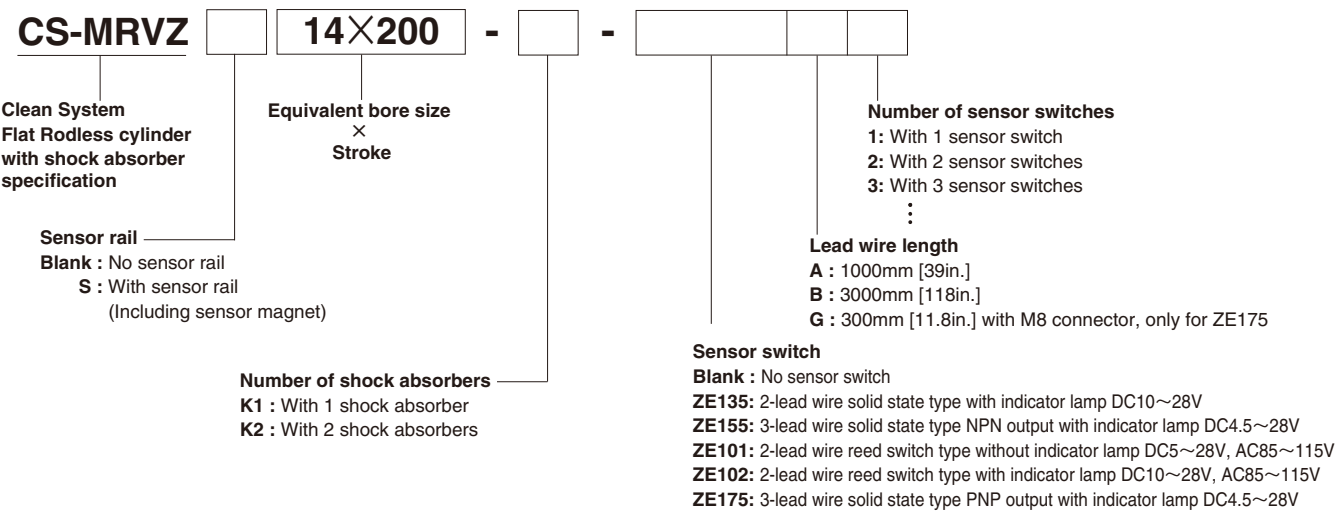 CS-MRVZ 14×200 - -
Clean System
Flat Rodless cylinder
with shock absorber
specification
Equivalent bore size
×
Stroke
Number of sensor switches
1: With 1 sensor switch
2: With 2 sensor switches
3: With 3 sensor switches
⋮
Sensor rail
Blank : No sensor rail
S : With sensor rail
(Including sensor magnet)
Lead wire length
A : 1000mm [39in.]
B : 3000mm [118in.]
G : 300mm [11.8in.] with M8 connector, only for ZE175
Number of shock absorbers
K1 : With 1 shock absorber
K2 : With 2 shock absorbers
Sensor switch
Blank : No sensor switch
ZE135: 2-lead wire solid state type with indicator lamp DC10～28V
ZE155: 3-lead wire solid state type NPN output with indicator lamp DC4.5～28V
ZE101: 2-lead wire reed switch type without indicator lamp DC5～28V, AC85～115V
ZE102: 2-lead wire reed switch type with indicator lamp DC10～28V, AC85～115V
ZE175: 3-lead wire solid state type PNP output with indicator lamp DC4.5～28V